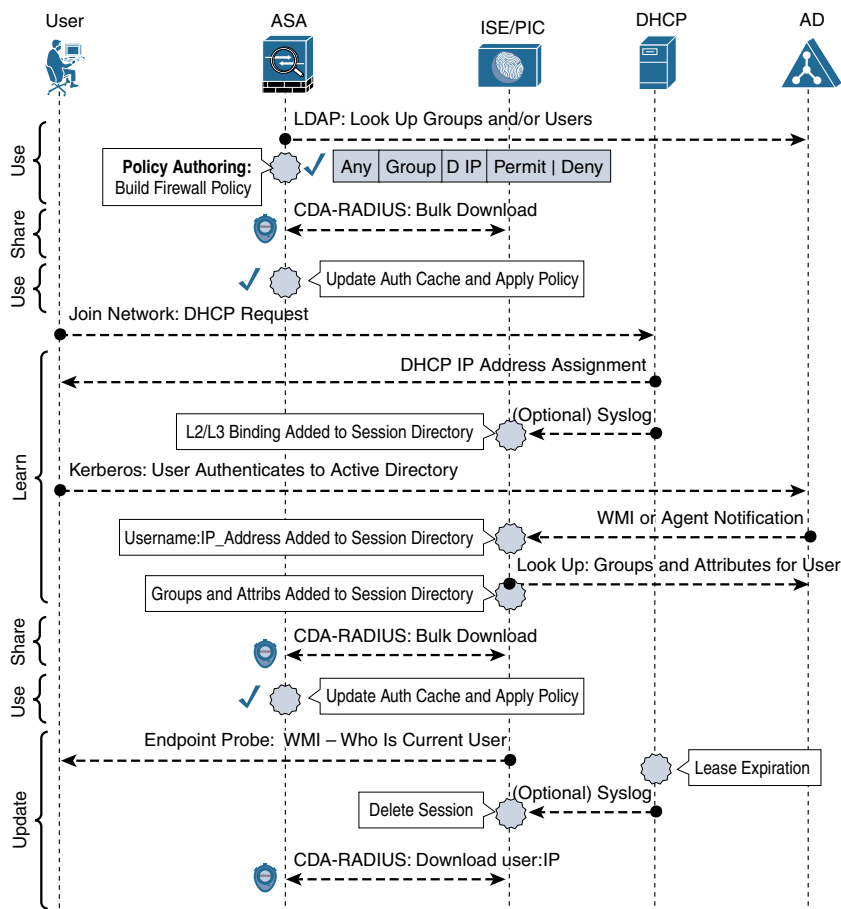 User
ASA
ISE/PIC
DHCP
AD
LDAP: Look Up Groups and/or Users
Use
Policy Authoring:
Build Firewall Policy
Any Group D IP Permit | Deny
Share
CDA-RADIUS: Bulk Download
Use
Update Auth Cache and Apply Policy
Join Network: DHCP Request
Learn
DHCP IP Address Assignment
(Optional) Syslog
L2/L3 Binding Added to Session Directory
Kerberos: User Authenticates to Active Directory
WMI or Agent Notification
Username:IP_Address Added to Session Directory
Look Up: Groups and Attributes for User
Groups and Attribs Added to Session Directory
Share
CDA-RADIUS: Bulk Download
Use
Update Auth Cache and Apply Policy
Update
Endpoint Probe: WMI – Who Is Current User
Lease Expiration
(Optional) Syslog
Delete Session
CDA-RADIUS: Download user:IP